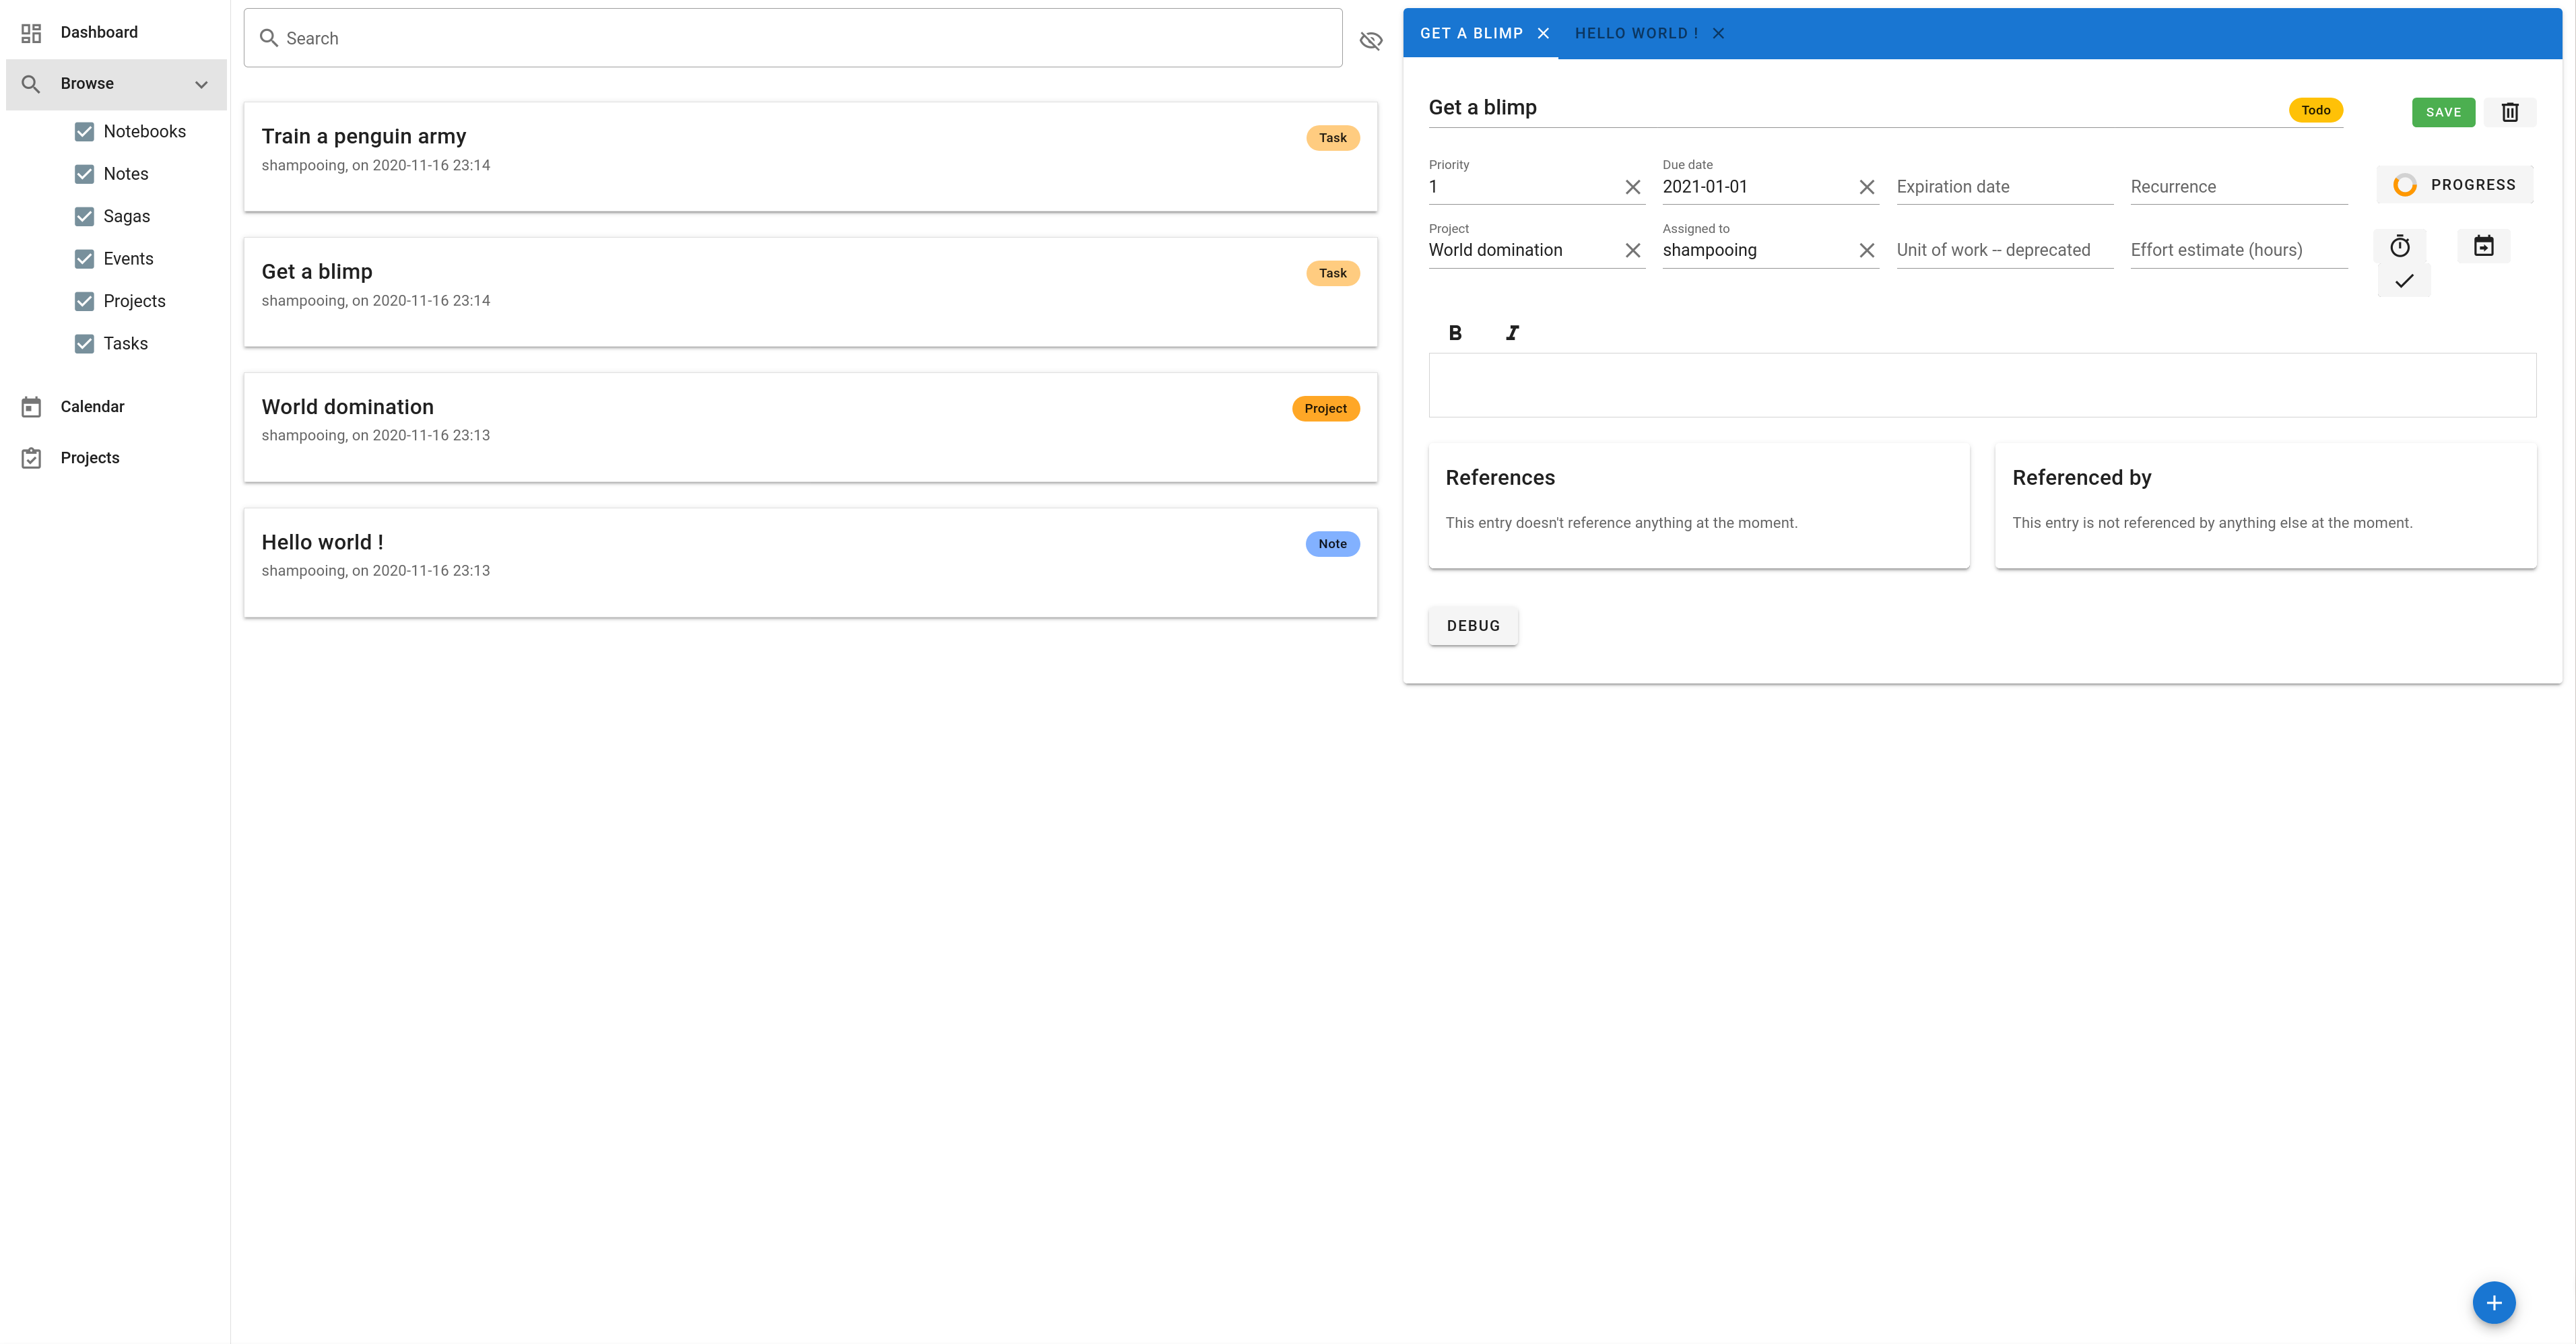 Dashboard
Browse
Notebooks
Notes
Sagas
Events
Projects
Tasks
Calendar
Projects
Search
Train a penguin army
Task
shampooing, on 2020-11-16 23:14
Get a blimp
Task
shampooing, on 2020-11-16 23:14
World domination
Project
shampooing, on 2020-11-16 23:13
Hello world !
Note
shampooing, on 2020-11-16 23:13
GET A BLIMP HELLO WORLD !
Get a blimp Todo SAVE
Priority Due date
1 2021-01-01 Expiration date Recurrence PROGRESS
Project Assigned to
World domination shampooing Unit of work -- deprecated Effort estimate (hours)
B I
References
This entry doesn't reference anything at the moment.
Referenced by
This entry is not referenced by anything else at the moment.
DEBUG